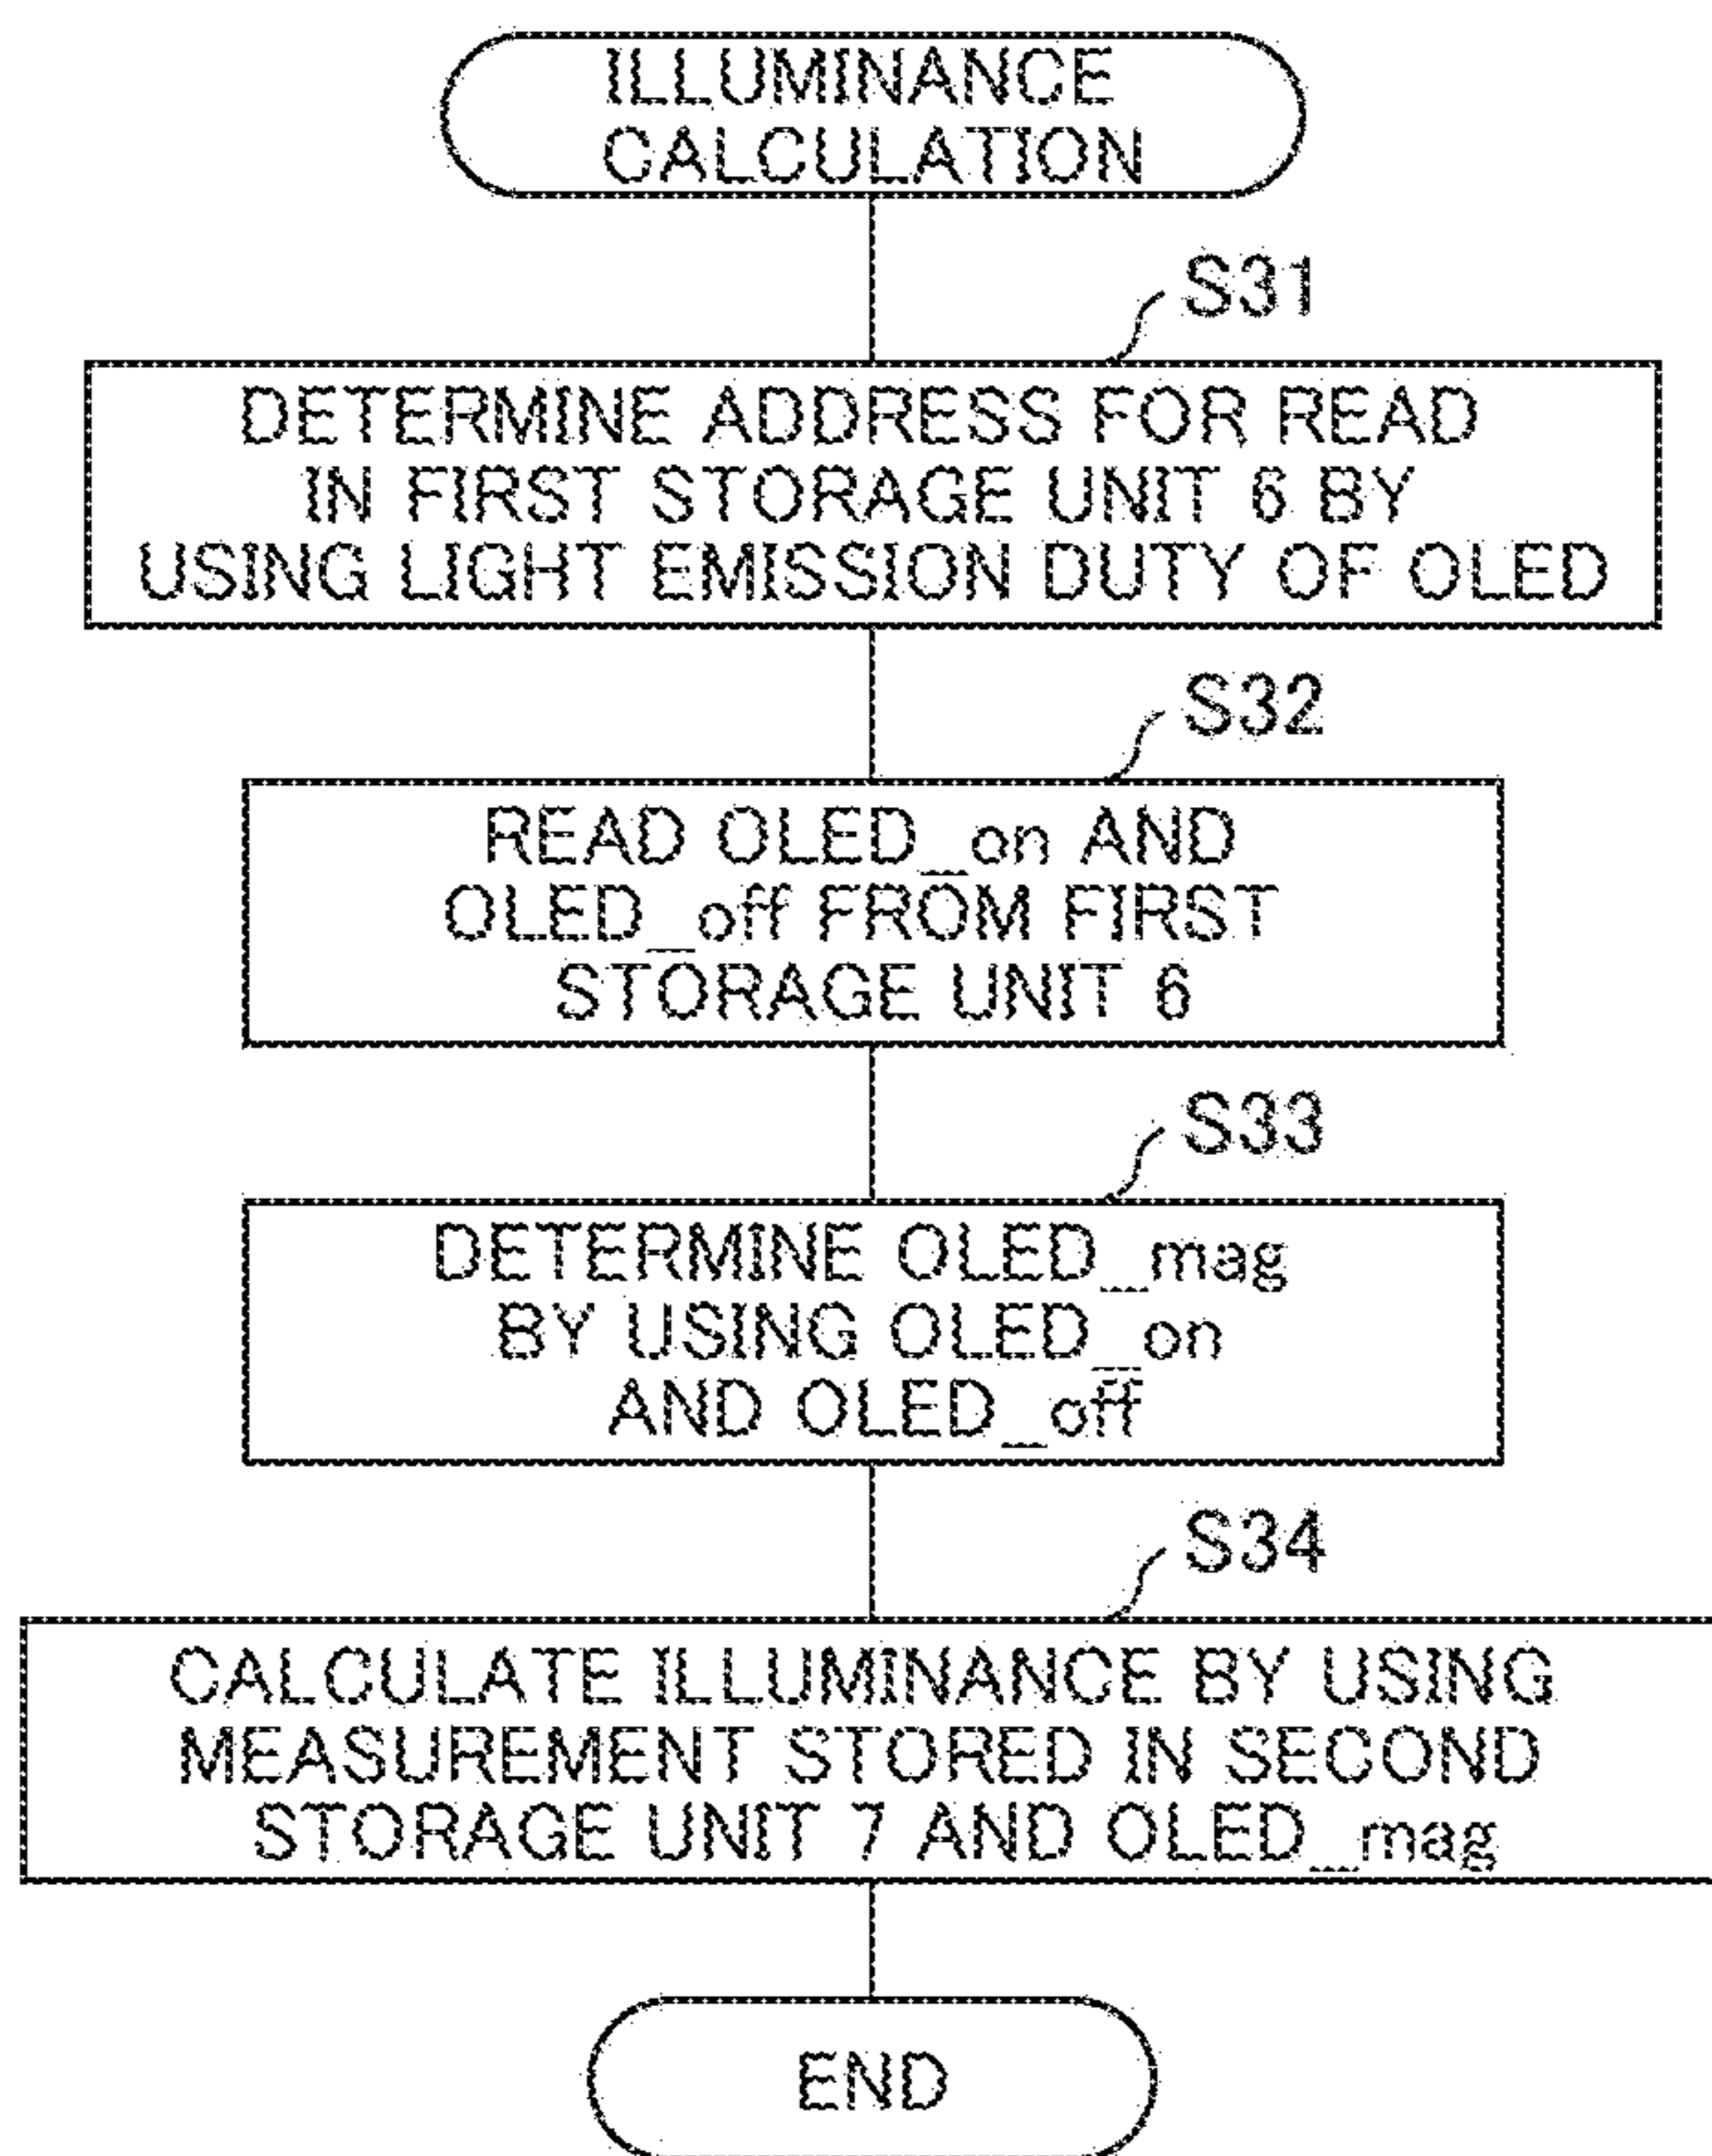 ILLUMINANCE
CALCULATION
S31
DETERMINE ADDRESS FOR READ
IN FIRST STORAGE UNIT 6 BY
USING LIGHT EMISSION DUTY OF OLED
S32
READ OLED_on AND
OLED_off FROM FIRST
STORAGE UNIT 6
S33
DETERMINE OLED_mag
BY USING OLED_on
AND OLED_off
S34
CALCULATE ILLUMINANCE BY USING
MEASUREMENT STORED IN SECOND
STORAGE UNIT 7 AND OLED_mag
END